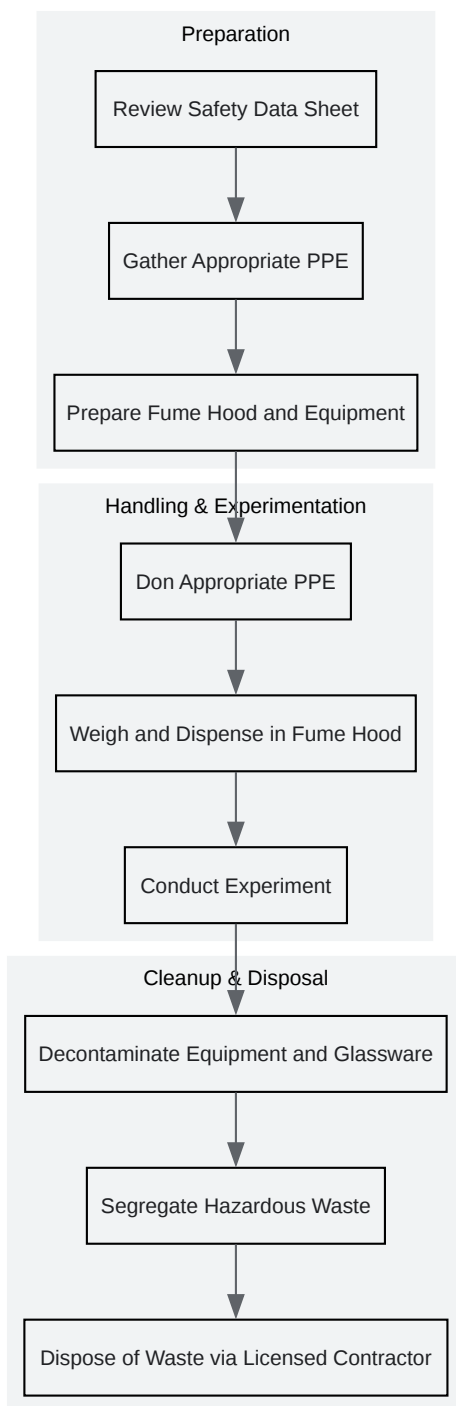 Preparation
Review Safety Data Sheet
Gather Appropriate PPE
Prepare Fume Hood and Equipment
Handling & Experimentation
Don Appropriate PPE
Weigh and Dispense in Fume Hood
Conduct Experiment
Cleanup & Disposal
Decontaminate Equipment and Glassware
Segregate Hazardous Waste
Dispose of Waste via Licensed Contractor